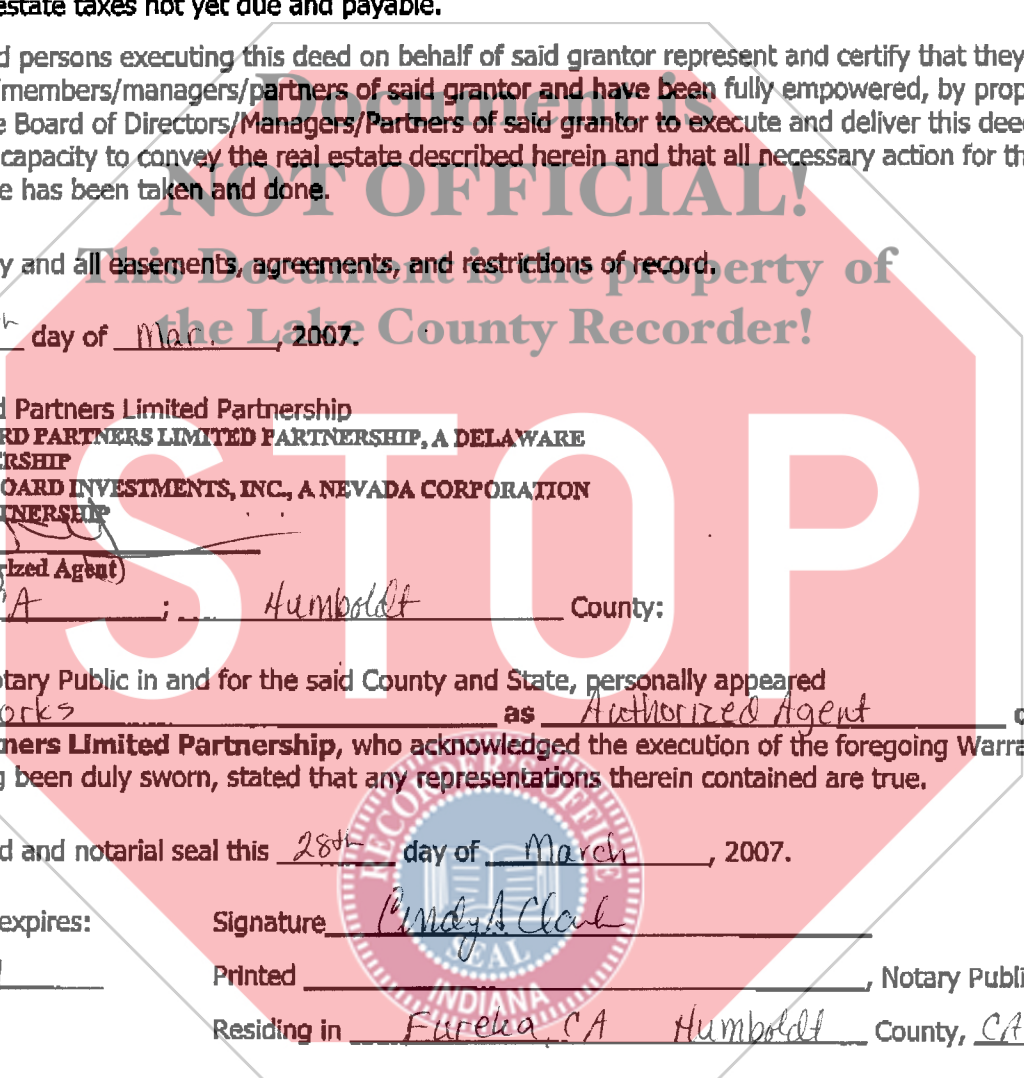 estate taxes not yet due and payable.
d persons executing this deed on behalf of said grantor represent and certify that they
/members/managers/partners of said grantor and have been fully empowered, by prop
Document is
e Board of Directors/Managers/Partners of said grantor to execute and deliver this deed
capacity to convey the real estate described herein and that all necessary action for th
e has been taken and done.
NOT OFFICIAL!
y and all easements, agreements, and restrictions of record.
This Document is the property of
the Lake County Recorder!
day of Mar. , 2007.
d Partners Limited Partnership
RD PARTNERS LIMITED PARTNERSHIP, A DELAWARE
ERSHIP
OARD INVESTMENTS, INC., A NEVADA CORPORATION
TNERSHIP
STOP
rized Agent)
CA ; Humboldt County:
otary Public in and for the said County and State, personally appeared
orks as Authorized Agent
ners Limited Partnership, who acknowledged the execution of the foregoing Warra
g been duly sworn, stated that any representations therein contained are true.
d and notarial seal this 28th day of March , 2007.
expires: Signature Cindy A Clark
Printed , Notary Publi
Residing in Eureka, CA Humboldt County, CA
RECORDER'S OFFICE
SEAL
INDIANA